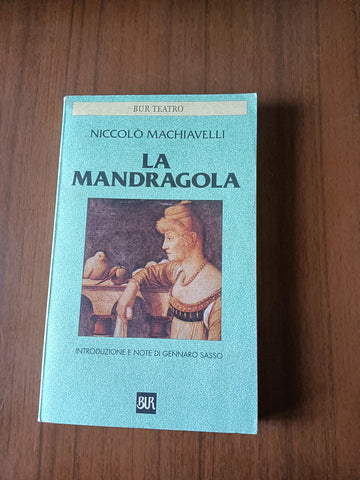 BUR TEATRO
NICCOLÒ MACHIAVELLI
LA
MANDRAGOLA
INTRODUZIONE E NOTE DI GENNARO SASSO
BUR